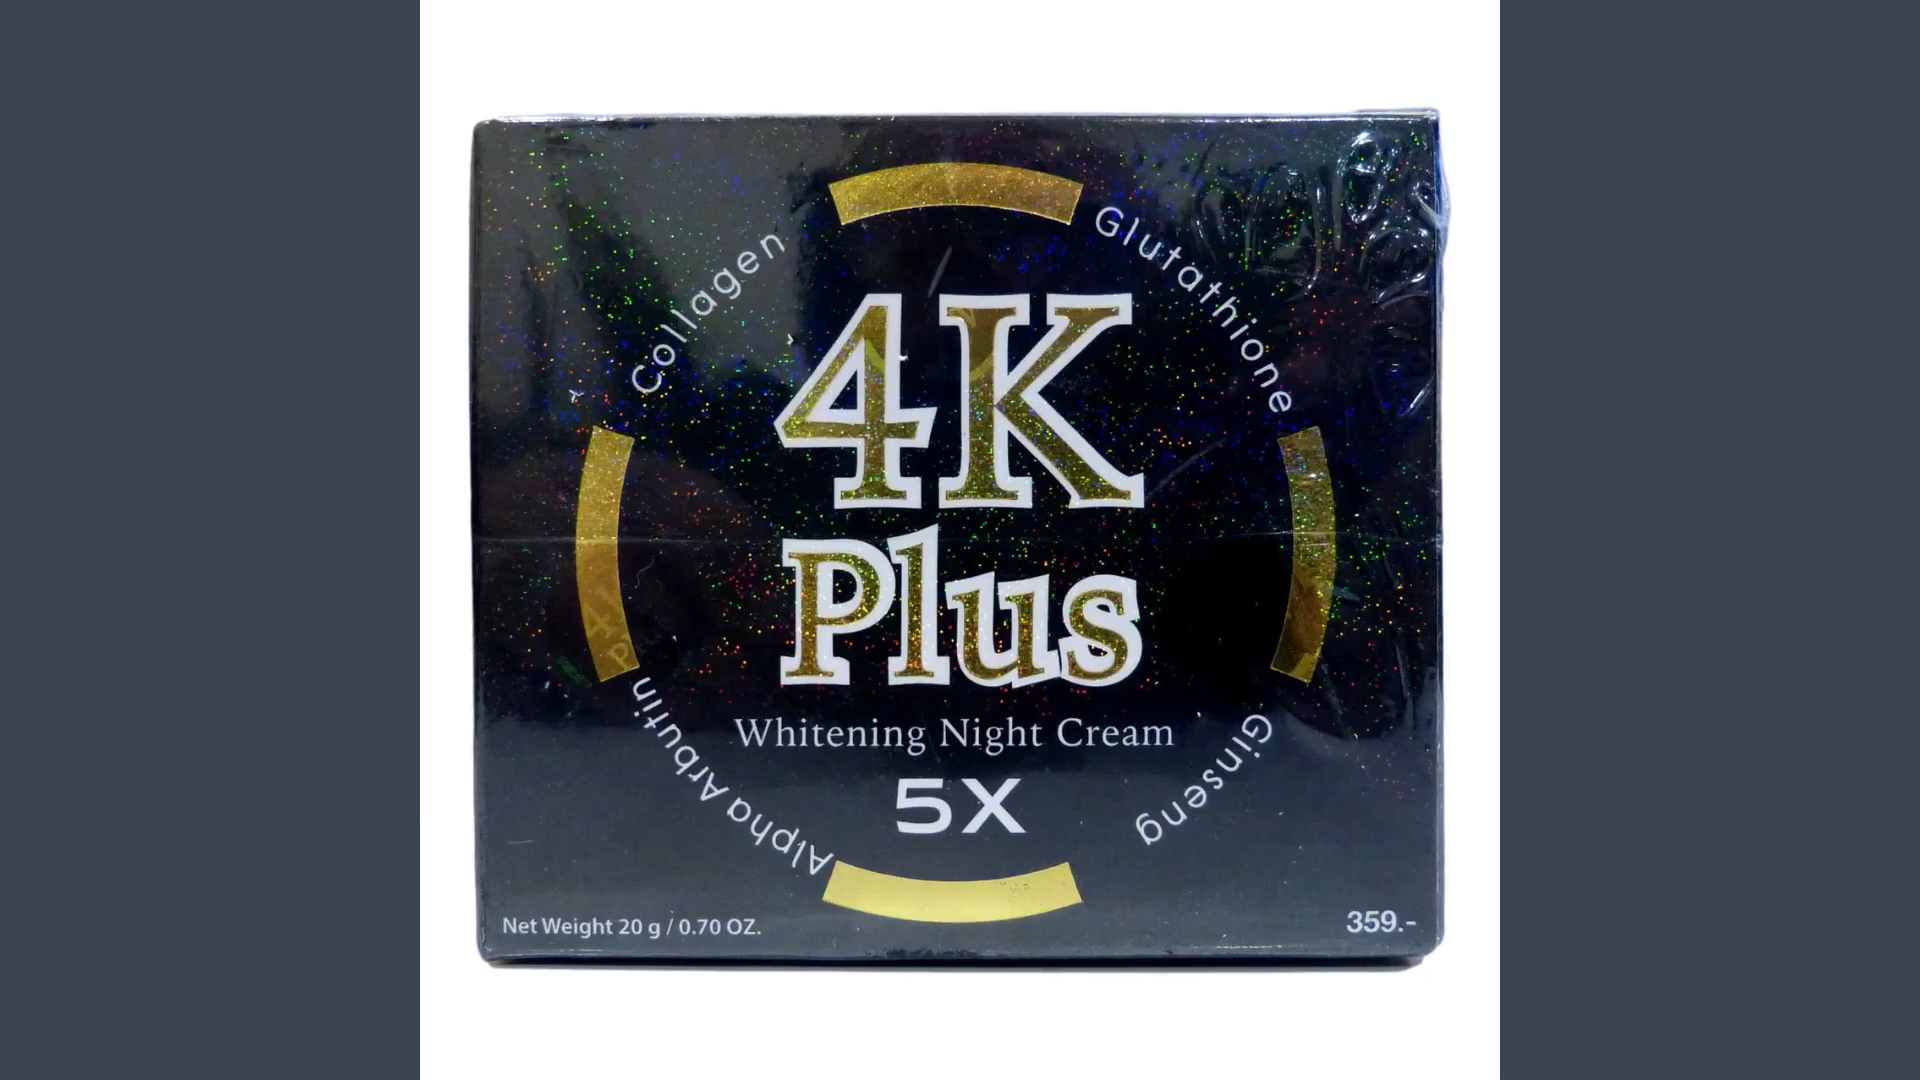 Collagen
Glutathione
4K
Plus
Whitening Night Cream
5X
Alpha Arbutin
Ginseng
Net Weight 20 g / 0.70 OZ.
359.-